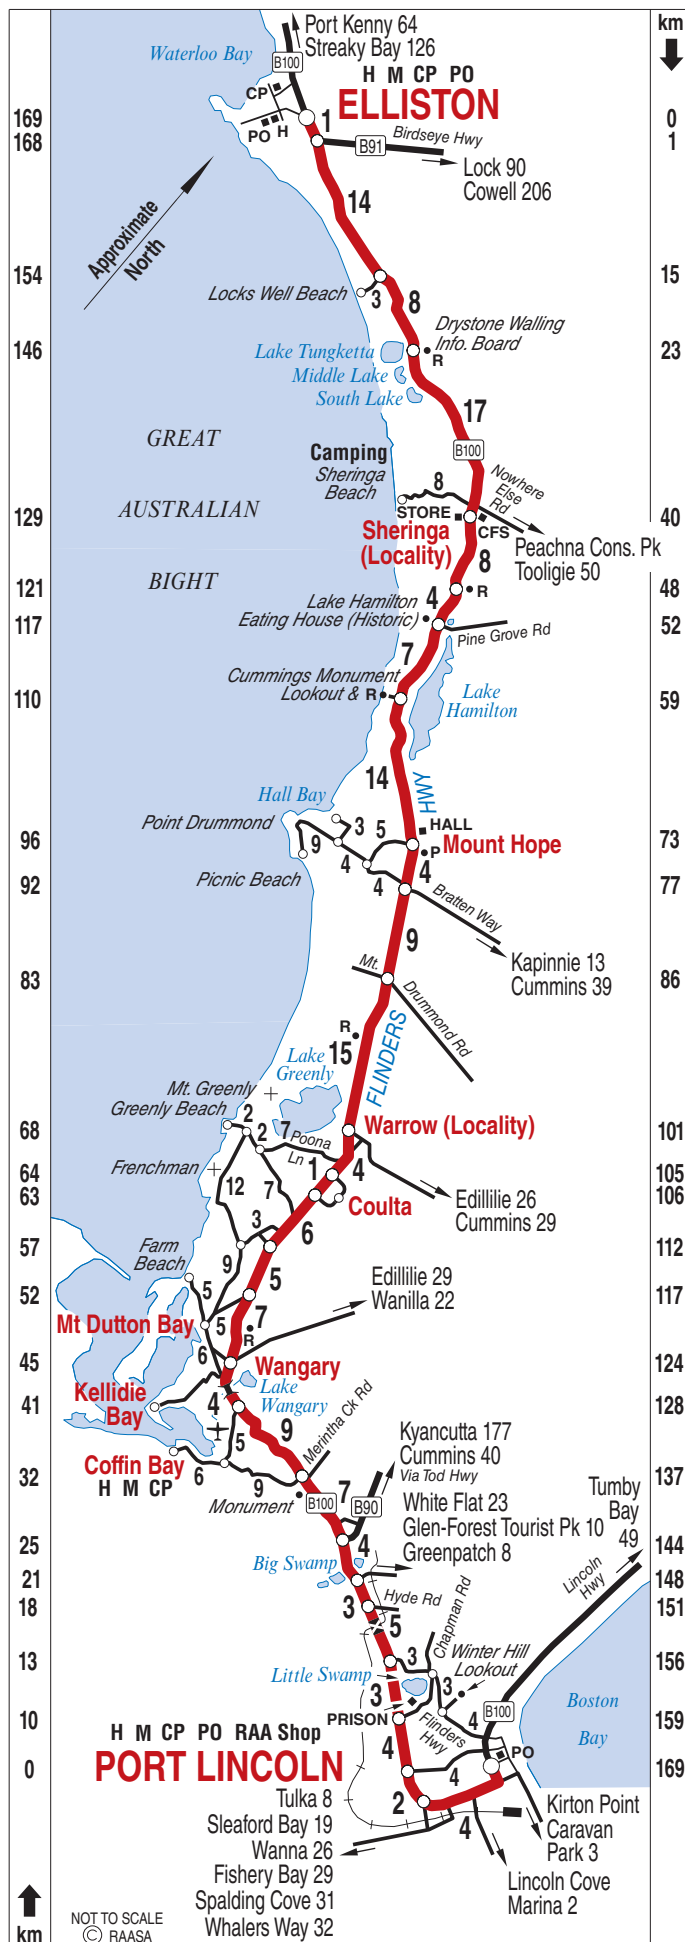 Port Kenny 64
km
Streaky Bay 126
Waterloo Bay
B100
H M CP PO
CP
ELLISTON
169
0
PO
H
1
168
Birdseye Hwy
1
B91
Lock 90
Cowell 206
14
Approximate
North
154
15
Locks Well Beach
3
8
Drystone Walling
Info. Board
146
Lake Tungketta
R
23
Middle Lake
South Lake
17
GREAT
B100
Camping
Sheringa
Beach
8
Nowhere
Else
Rd
AUSTRALIAN
STORE
129
40
CFS
Sheringa
(Locality)
Peachna Cons. Pk
Tooligie 50
8
BIGHT
121
R
48
Lake Hamilton
Eating House (Historic)
4
117
52
Pine Grove Rd
7
Cummings Monument
Lookout & R
110
Lake
Hamilton
59
14
HWY
Hall Bay
Point Drummond
3
HALL
5
96
Mount Hope
73
9
4
P
Picnic Beach
4
4
92
77
Bratten Way
9
Kapinnie 13
Cummins 39
Mt.
Drummond Rd
83
86
R
FLINDERS
15
Lake
Greenly
Mt. Greenly
Greenly Beach
2
68
Warrow (Locality)
101
2
7
Poona
Ln
Frenchman
64
1
4
105
12
7
63
Coulta
106
Edillilie 26
Cummins 29
3
6
57
112
Farm
Beach
9
5
5
52
117
Edillilie 29
Wanilla 22
Mt Dutton Bay
5
7
R
6
45
Wangary
124
Kellidie
Bay
Lake
Wangary
41
4
128
9
Merintha Ck Rd
5
Coffin Bay
H M CP
6
9
32
137
Monument
B100
7
Kyancutta 177
Cummins 40
Via Tod Hwy
B90
White Flat 23
Glen-Forest Tourist Pk 10
Greenpatch 8
Tumby
Bay
49
25
4
144
Big Swamp
Lincoln
Hwy
21
148
3
Hyde Rd
18
151
5
Chapman Rd
13
3
Winter Hill
Lookout
156
Little Swamp
3
3
PRISON
10
159
Flinders
Hwy
4
B100
Boston
Bay
H M CP PO RAA Shop
4
PO
PORT LINCOLN
0
4
169
Tulka 8
2
Kirton Point
Caravan
Park 3
Sleaford Bay 19
4
Wanna 26
Fishery Bay 29
Lincoln Cove
Marina 2
Spalding Cove 31
Whalers Way 32
km
NOT TO SCALE
© RAASA